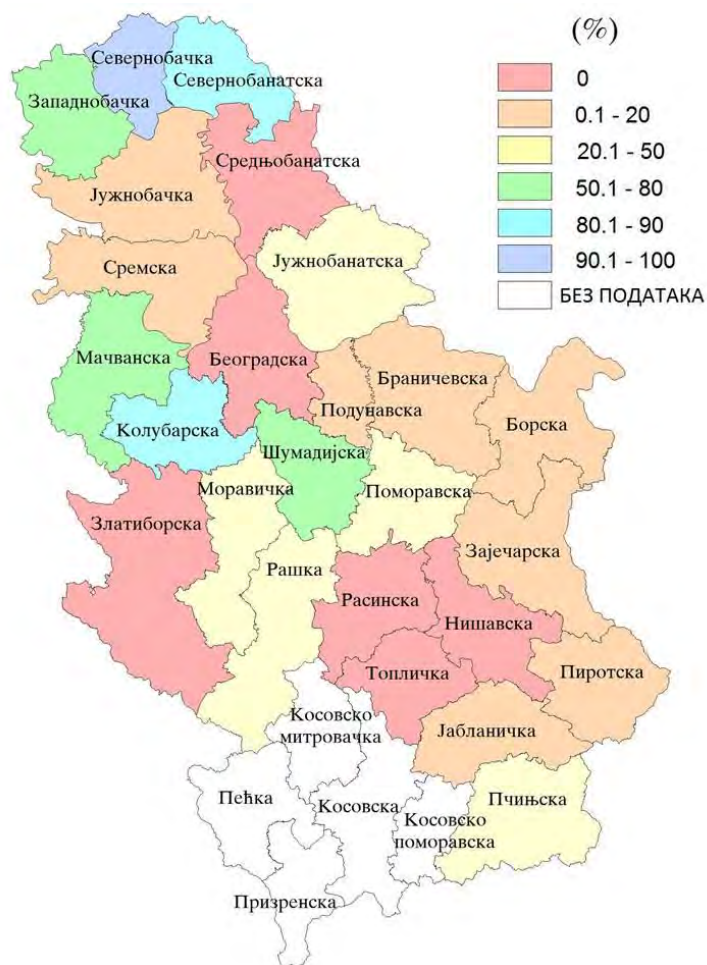 (%)
0
0.1 - 20
20.1 - 50
50.1 - 80
80.1 - 90
90.1 - 100
БЕЗ ПОДАТАКА
Севернобачка
Севернобанатска
Западнобачка
Средњобанатска
Јужнобачка
Јужнобанатска
Сремска
Мачванска
Београдска
Браничевска
Подунавска
Борска
Колубарска
Шумадијска
Моравичка
Поморавска
Златиборска
Зајечарска
Рашка
Расинска
Нишавска
Топличка
Пиротска
Косовско
митровачка
Јабланичка
Пећка
Косовска
Косовско
поморавска
Пчињска
Призренска